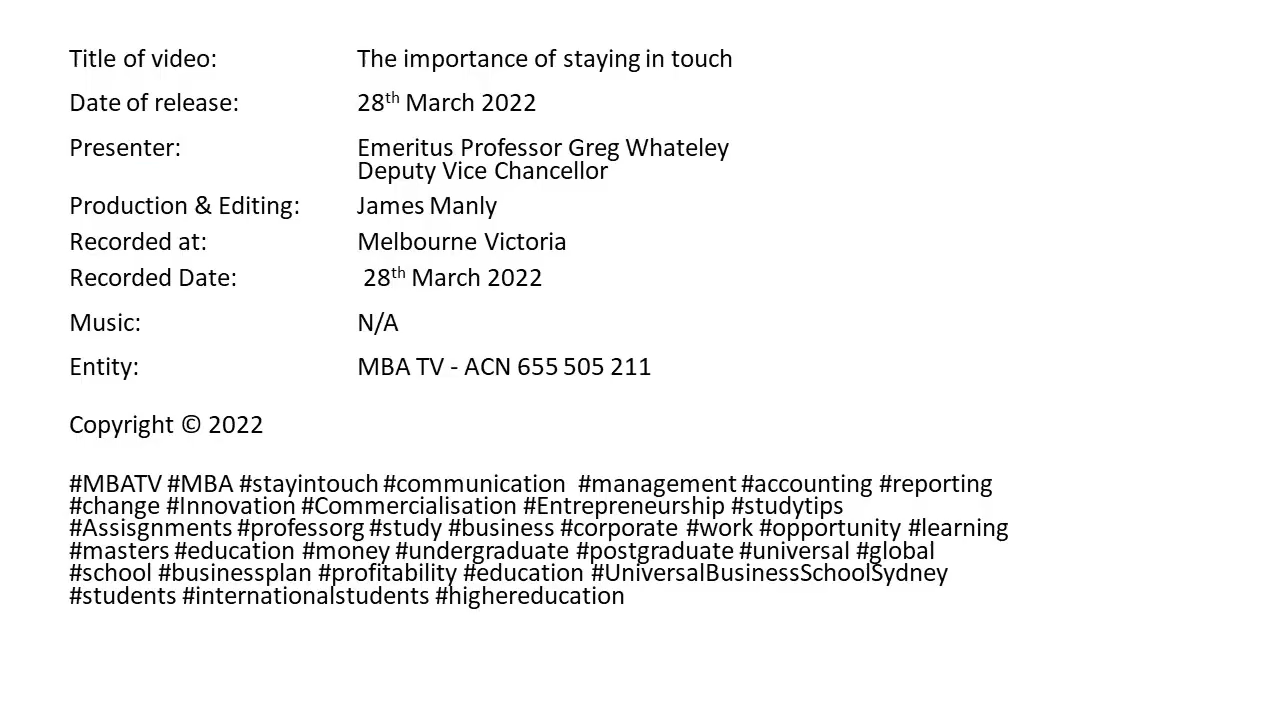 Title of video: The importance of staying in touch
Date of release: 28th March 2022
Presenter: Emeritus Professor Greg Whateley
Deputy Vice Chancellor
Production & Editing: James Manly
Recorded at: Melbourne Victoria
Recorded Date: 28th March 2022
Music: N/A
Entity: MBA TV - ACN 655 505 211
Copyright © 2022
#MBATV #MBA #stayintouch #communication #management #accounting #reporting
#change #Innovation #Commercialisation #Entrepreneurship #studytips
#Assisgnments #professorg #study #business #corporate #work #opportunity #learning
#masters #education #money #undergraduate #postgraduate #universal #global
#school #businessplan #profitability #education #UniversalBusinessSchoolSydney
#students #internationalstudents #highereducation